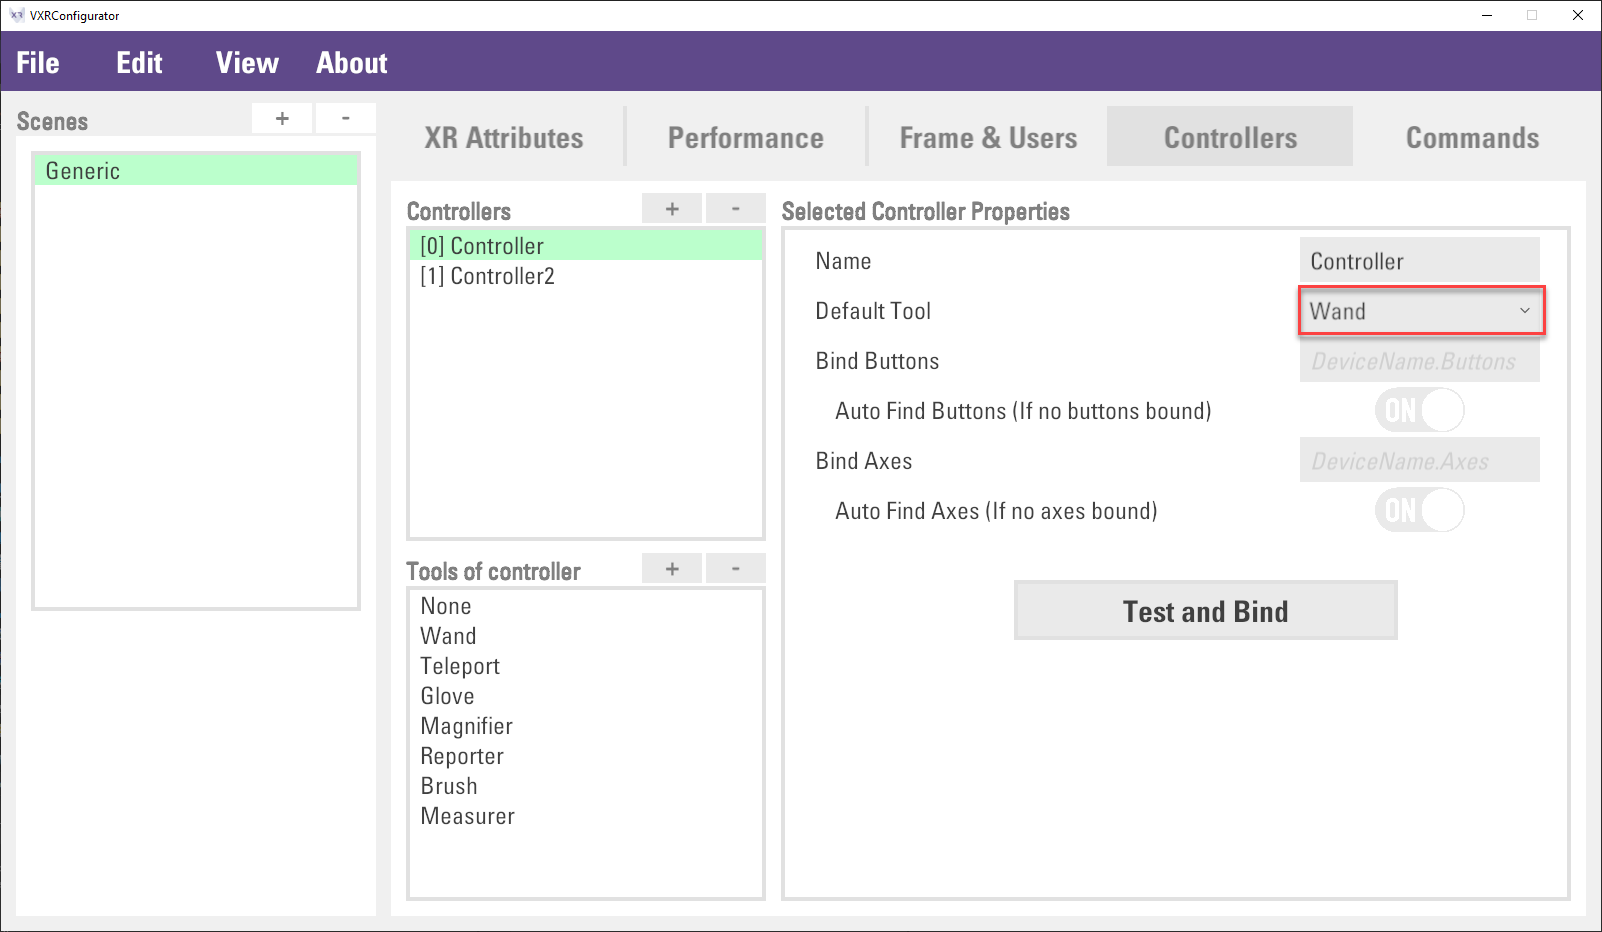 VXRConfigurator
File Edit View About
Scenes + -
Generic
XR Attributes Performance Frame & Users Controllers Commands
Controllers + -
[0] Controller
[1] Controller2
Tools of controller + -
None
Wand
Teleport
Glove
Magnifier
Reporter
Brush
Measurer
Selected Controller Properties
Name Controller
Default Tool Wand
Bind Buttons DeviceName.Buttons
Auto Find Buttons (If no buttons bound) ON
Bind Axes DeviceName.Axes
Auto Find Axes (If no axes bound) ON
Test and Bind